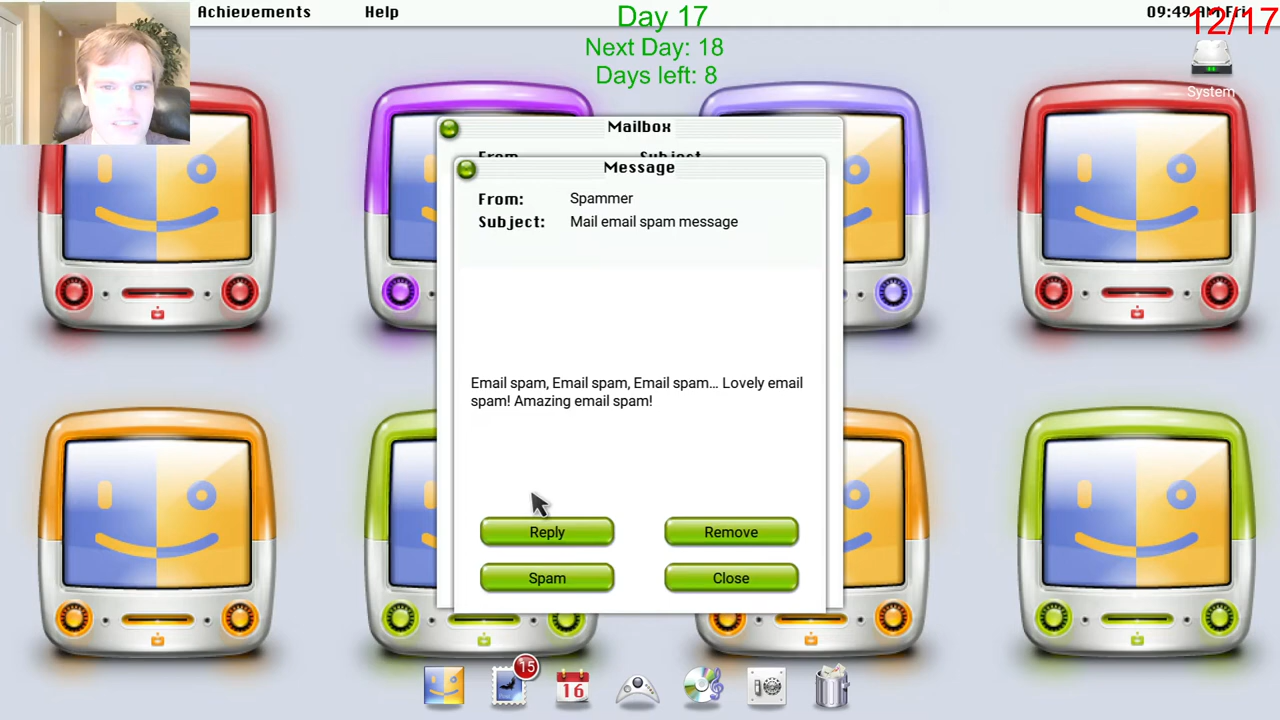 Achievements
Help
Day 17
09:49 AM Fri
12/17
Next Day: 18
Days left: 8
System
Mailbox
From
Subject
Message
From: Spammer
Subject: Mail email spam message
Email spam, Email spam, Email spam... Lovely email
spam! Amazing email spam!
Reply
Remove
Spam
Close
15
16